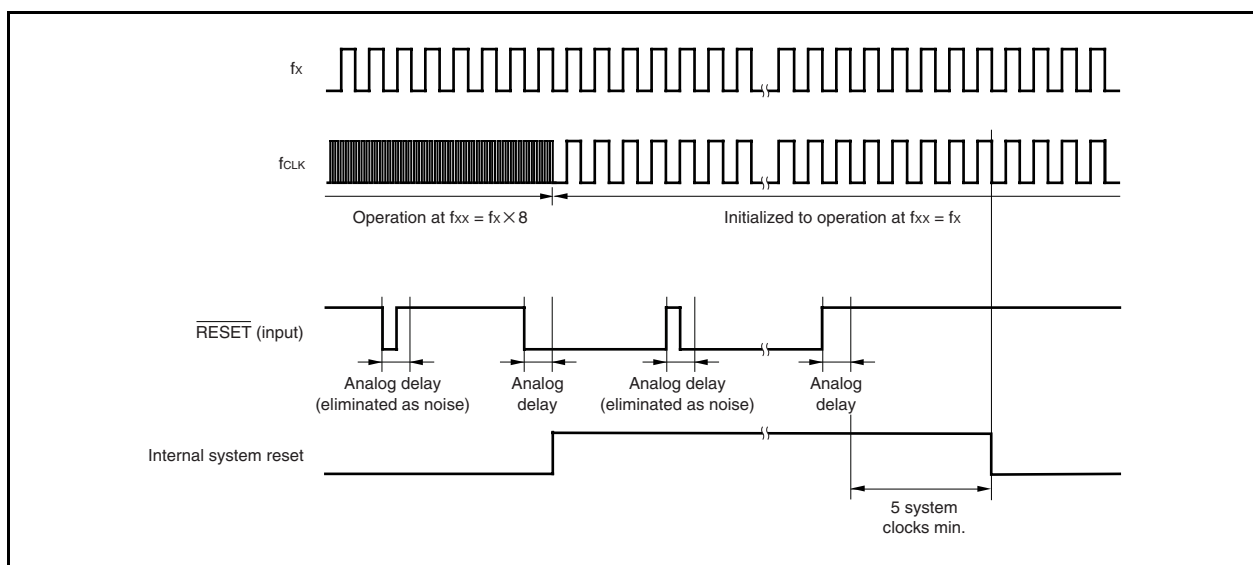 fx
fCLK
Operation at fxx = fx×8
Initialized to operation at fxx = fx
RESET (input)
Analog delay
(eliminated as noise)
Analog
delay
Analog delay
(eliminated as noise)
Analog
delay
Internal system reset
5 system
clocks min.